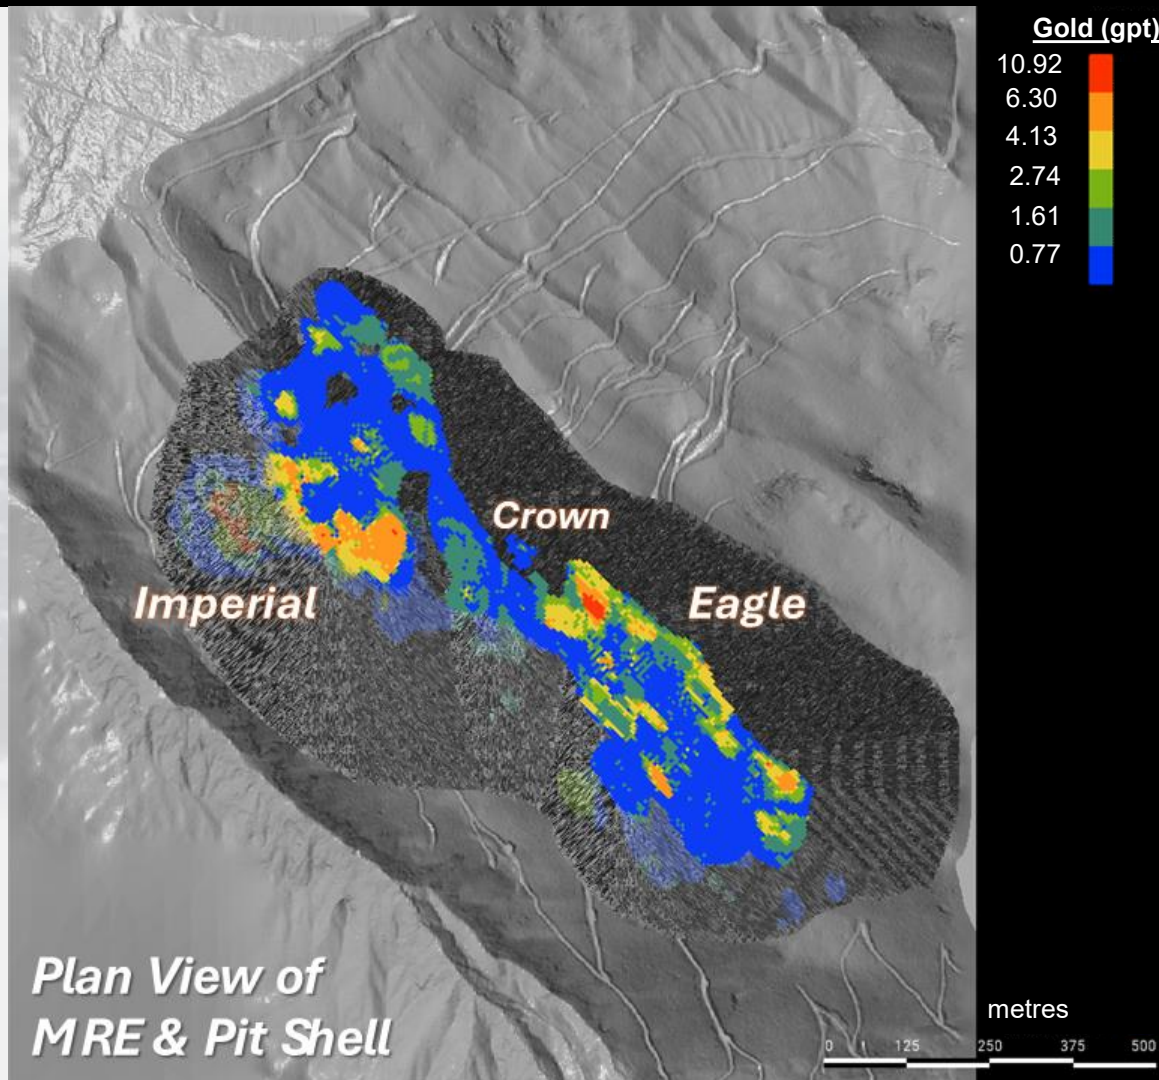 Gold (gpt)
10.92
6.30
4.13
2.74
1.61
0.77
Crown
Imperial
Eagle
Plan View of
MRE & Pit Shell
metres
0 125 250 375 500